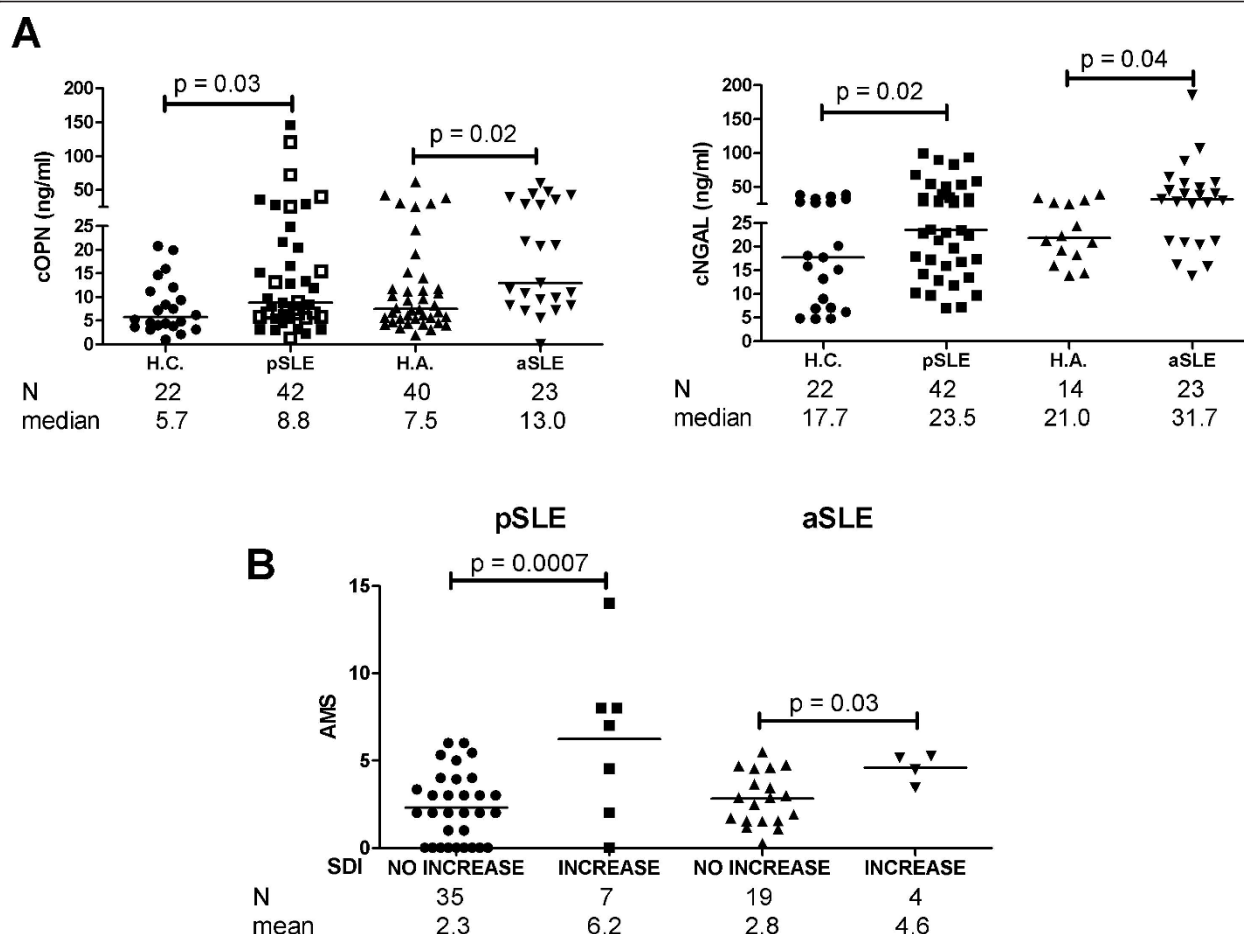 A
p = 0.03
p = 0.02
cOPN (ng/ml)
200
150
100
50
25
20
15
10
5
0
H.C. pSLE H.A. aSLE
N 22 42 40 23
median 5.7 8.8 7.5 13.0
p = 0.02
p = 0.04
cNGAL (ng/ml)
200
150
100
50
25
20
15
10
5
0
H.C. pSLE H.A. aSLE
N 22 42 14 23
median 17.7 23.5 21.0 31.7
B
pSLE aSLE
p = 0.0007
p = 0.03
AMS
15
10
5
0
SDI NO INCREASE INCREASE NO INCREASE INCREASE
N 35 7 19 4
mean 2.3 6.2 2.8 4.6